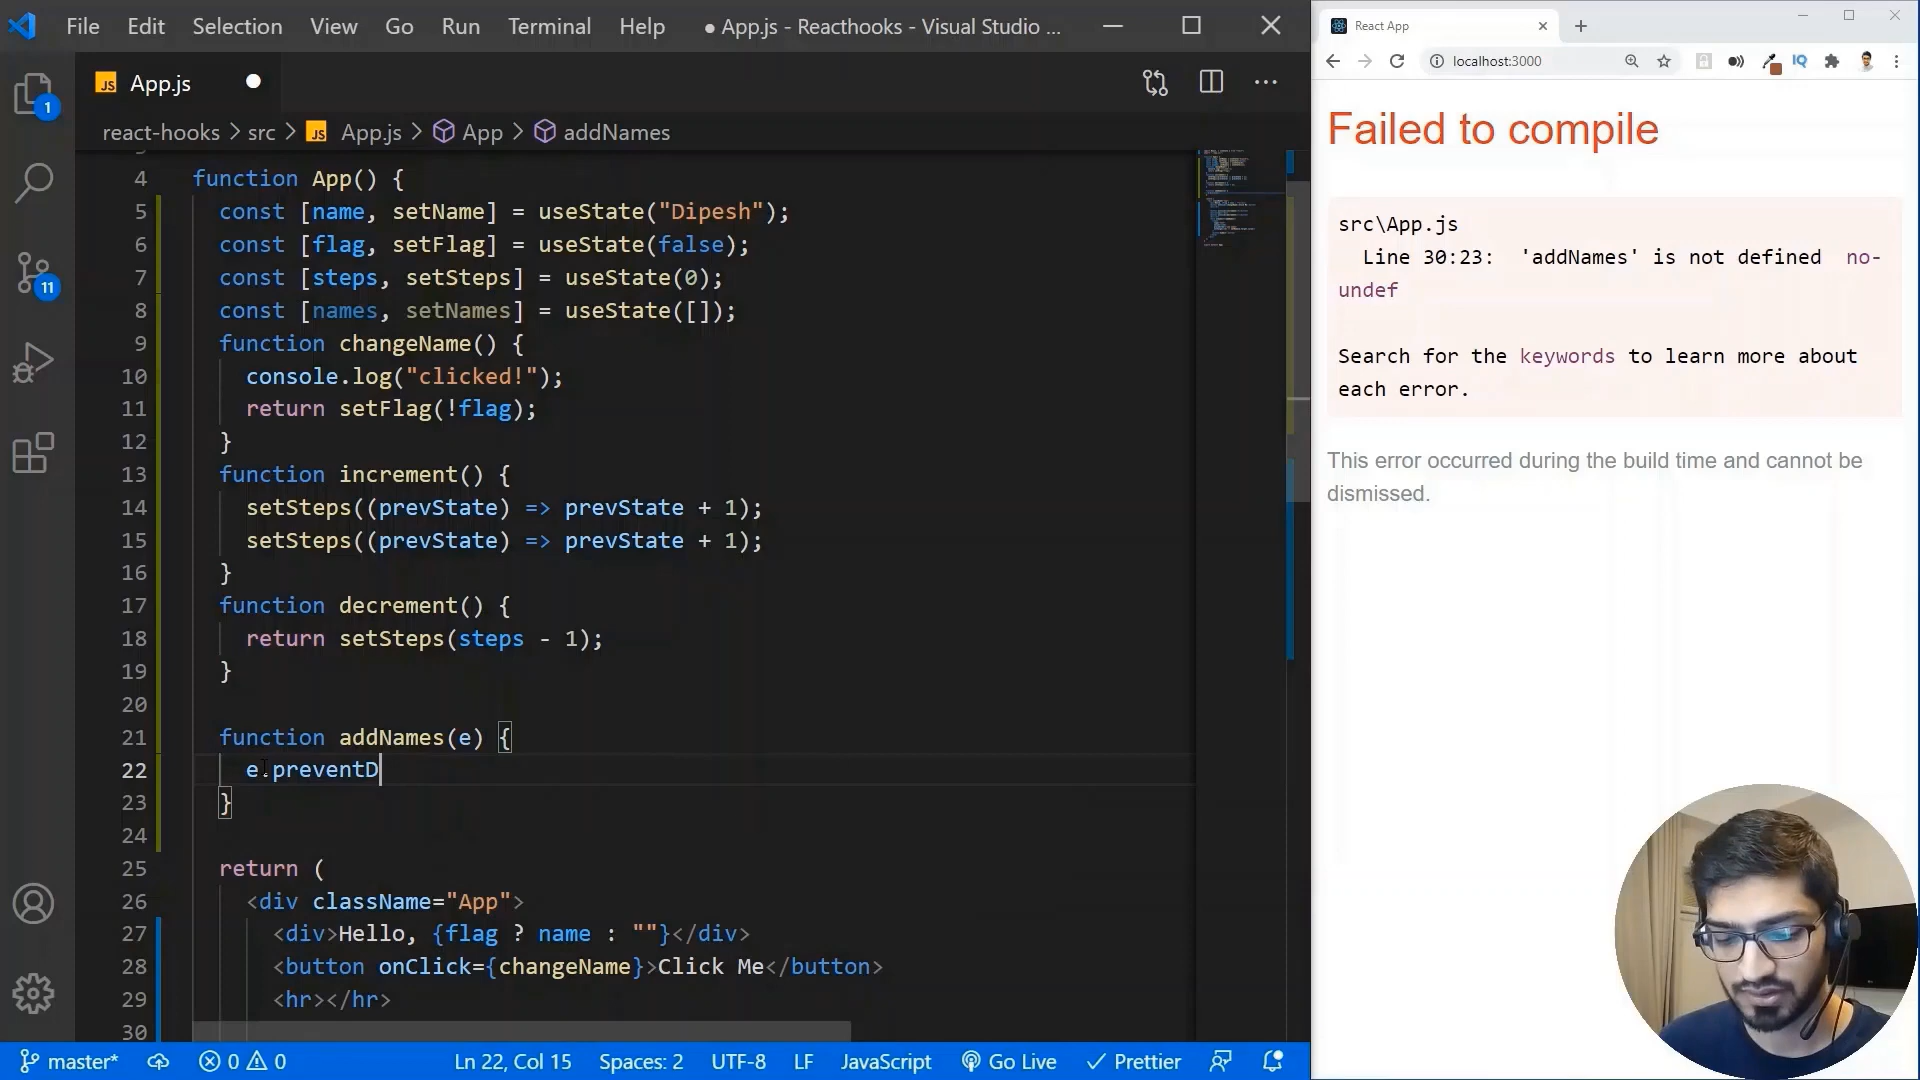 File Edit Selection View Go Run Terminal Help ● App.js - Reacthooks - Visual Studio ...
JS App.js
react-hooks > src > JS App.js > App > addNames
4 function App() {
5 const [name, setName] = useState("Dipesh");
6 const [flag, setFlag] = useState(false);
7 const [steps, setSteps] = useState(0);
8 const [names, setNames] = useState([]);
9 function changeName() {
10 console.log("clicked!");
11 return setFlag(!flag);
12 }
13 function increment() {
14 setSteps((prevState) => prevState + 1);
15 setSteps((prevState) => prevState + 1);
16 }
17 function decrement() {
18 return setSteps(steps - 1);
19 }
20
21 function addNames(e) {
22 e.preventD
23 }
24
25 return (
26 <div className="App">
27 <div>Hello, {flag ? name : ""}</div>
28 <button onClick={changeName}>Click Me</button>
29 <hr></hr>
30
1
11
master* 0 0 Ln 22, Col 15 Spaces: 2 UTF-8 LF JavaScript Go Live Prettier
React App
localhost:3000
IQ
Failed to compile
src\App.js
Line 30:23: 'addNames' is not defined no-
undef
Search for the keywords to learn more about
each error.
This error occurred during the build time and cannot be
dismissed.